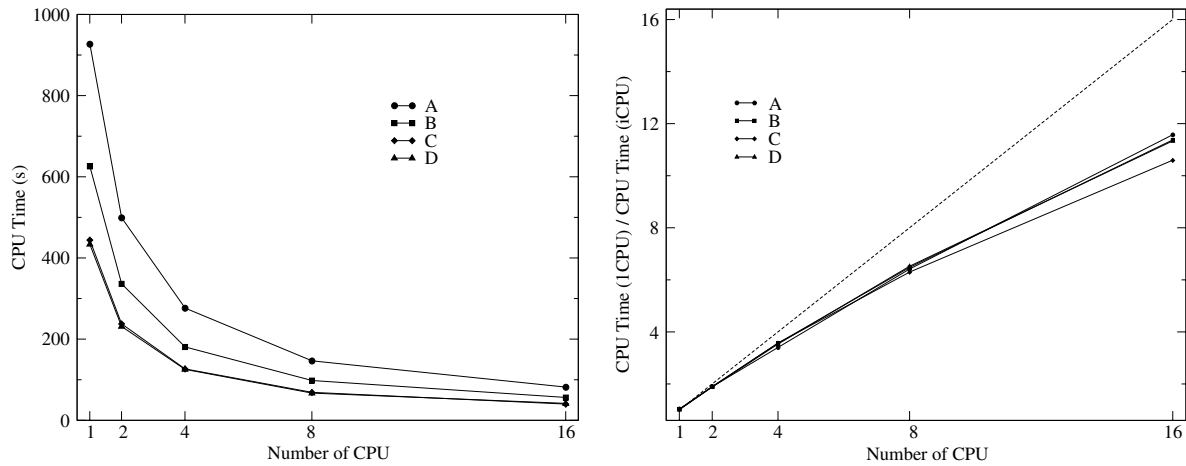 1000
800
600
400
200
0
CPU Time (s)
A
B
C
D
1 2 4 8 16
Number of CPU
16
12
8
4
CPU Time (1CPU) / CPU Time (iCPU)
A
B
C
D
1 2 4 8 16
Number of CPU